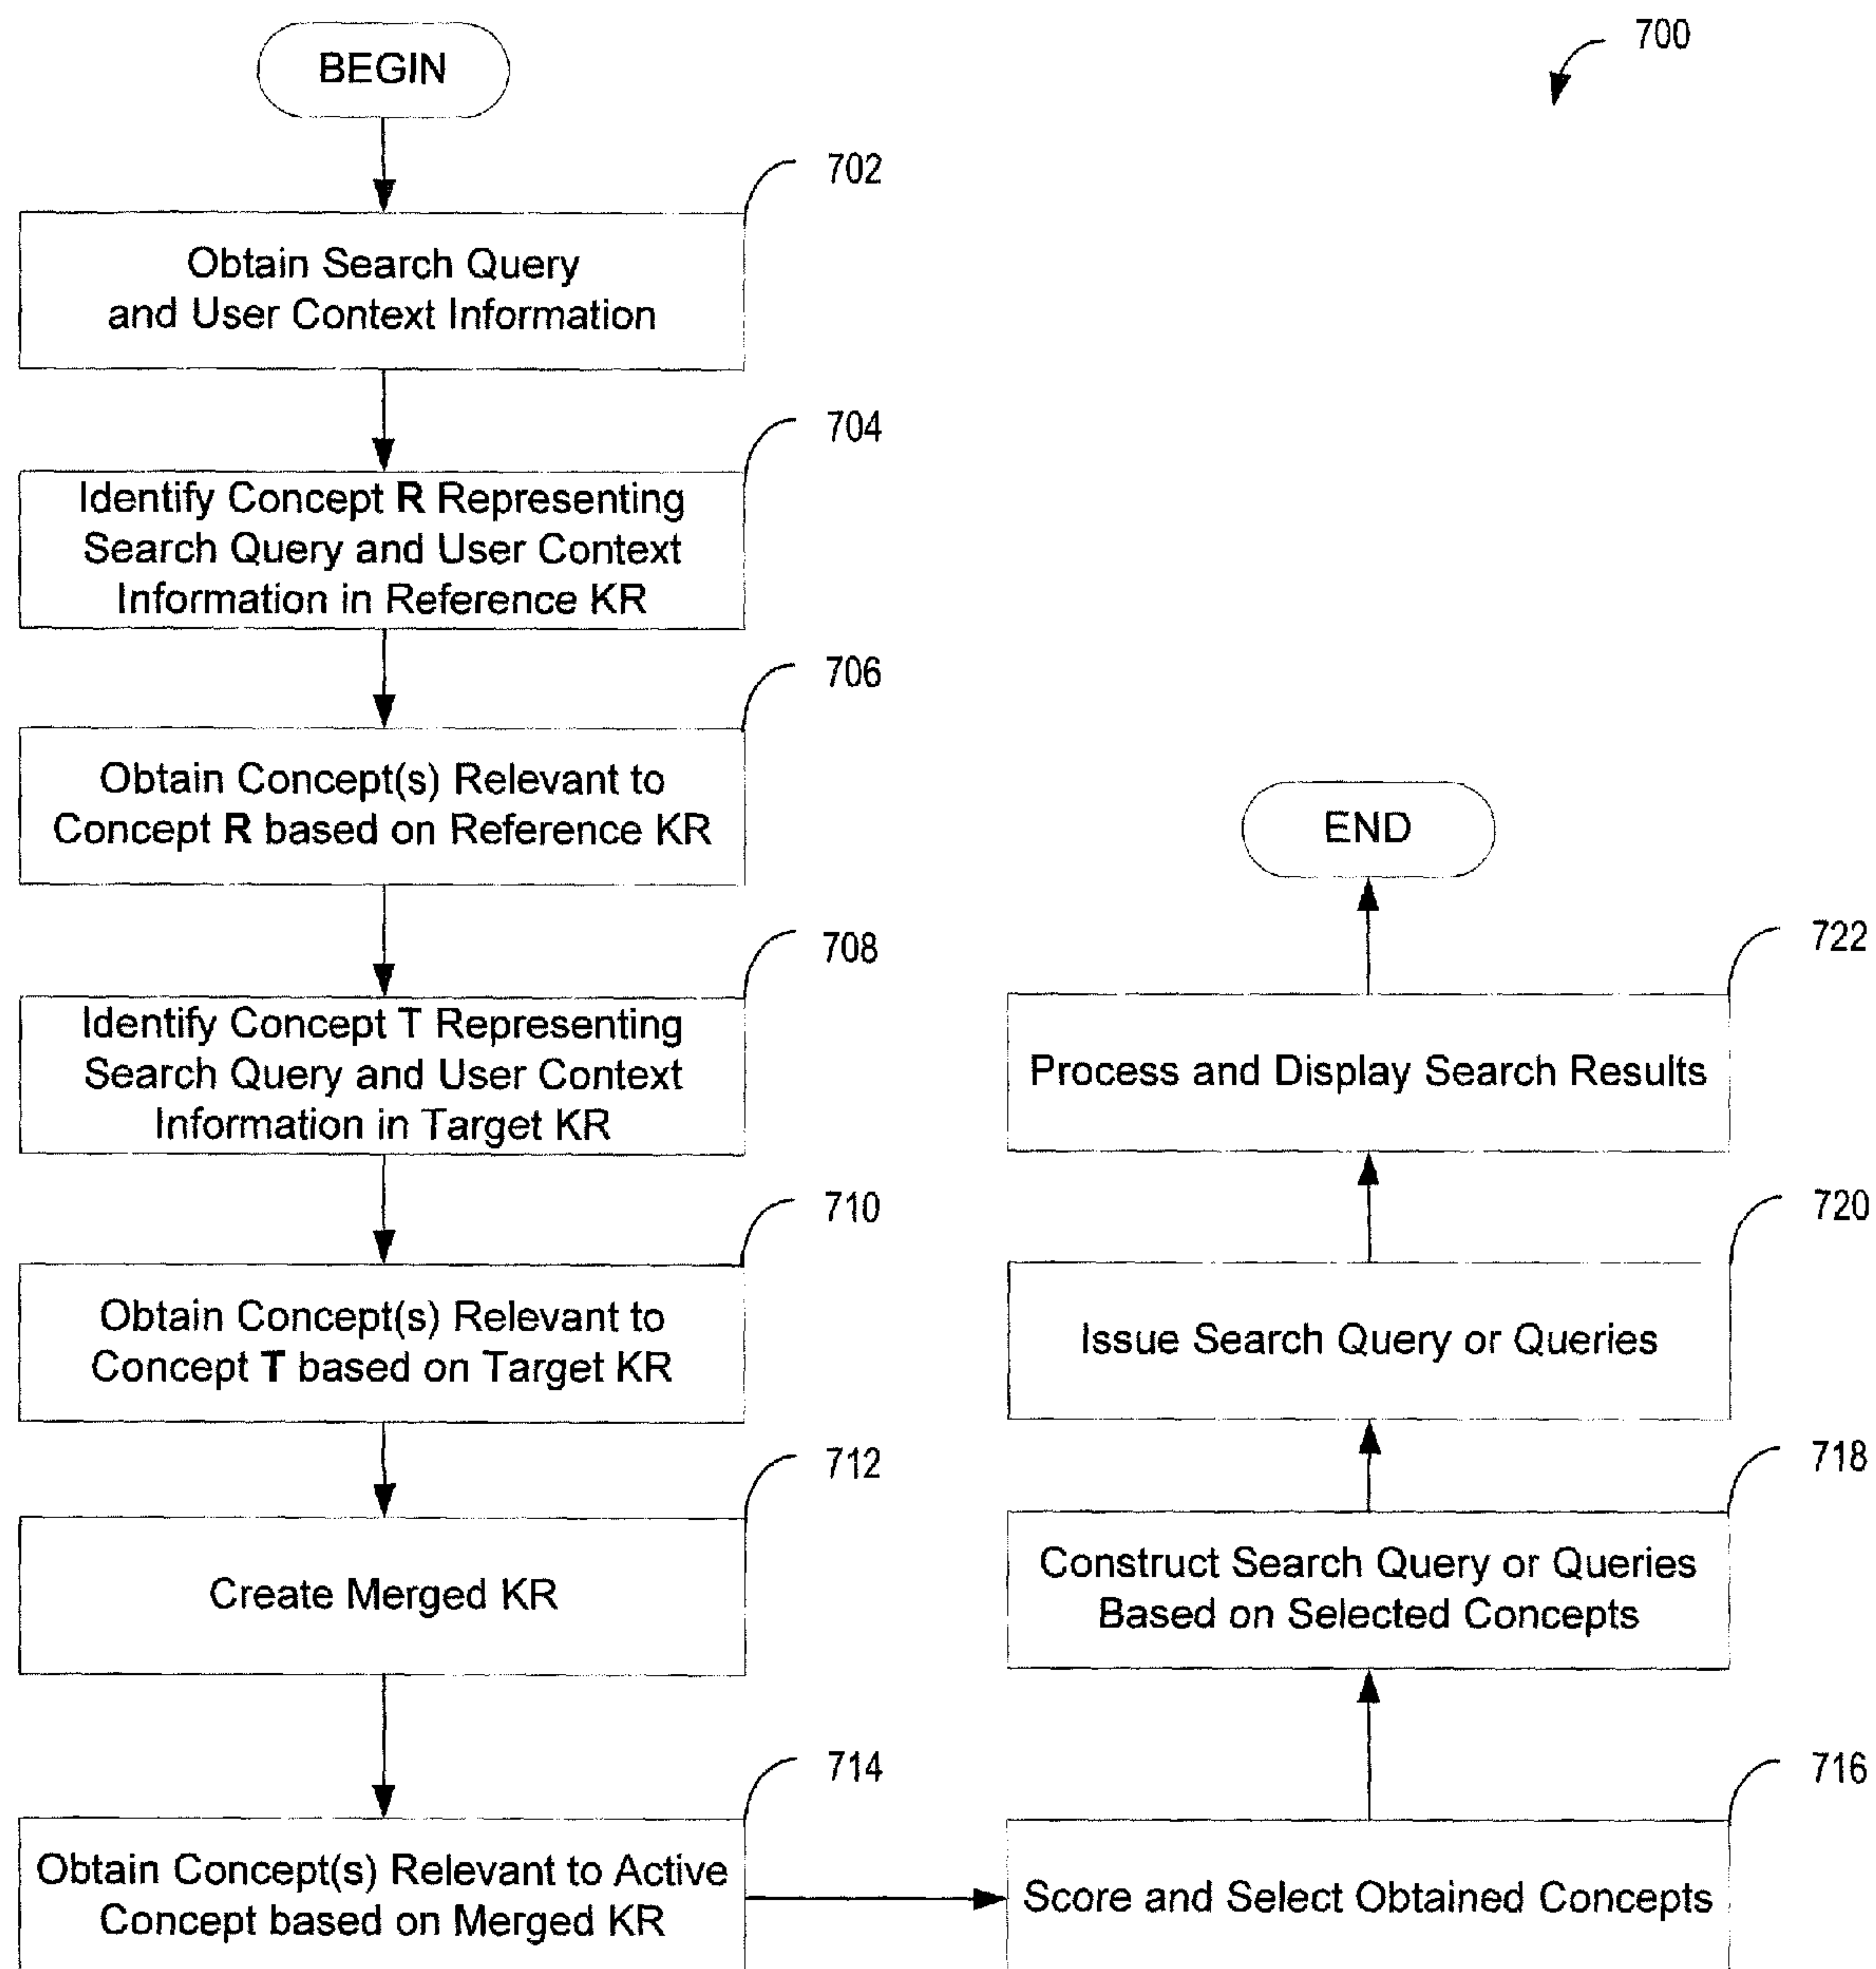 700
BEGIN
702
Obtain Search Query
and User Context Information
704
Identify Concept R Representing
Search Query and User Context
Information in Reference KR
706
Obtain Concept(s) Relevant to
Concept R based on Reference KR
708
Identify Concept T Representing
Search Query and User Context
Information in Target KR
710
Obtain Concept(s) Relevant to
Concept T based on Target KR
712
Create Merged KR
714
Obtain Concept(s) Relevant to Active
Concept based on Merged KR
716
Score and Select Obtained Concepts
718
Construct Search Query or Queries
Based on Selected Concepts
720
Issue Search Query or Queries
722
Process and Display Search Results
END